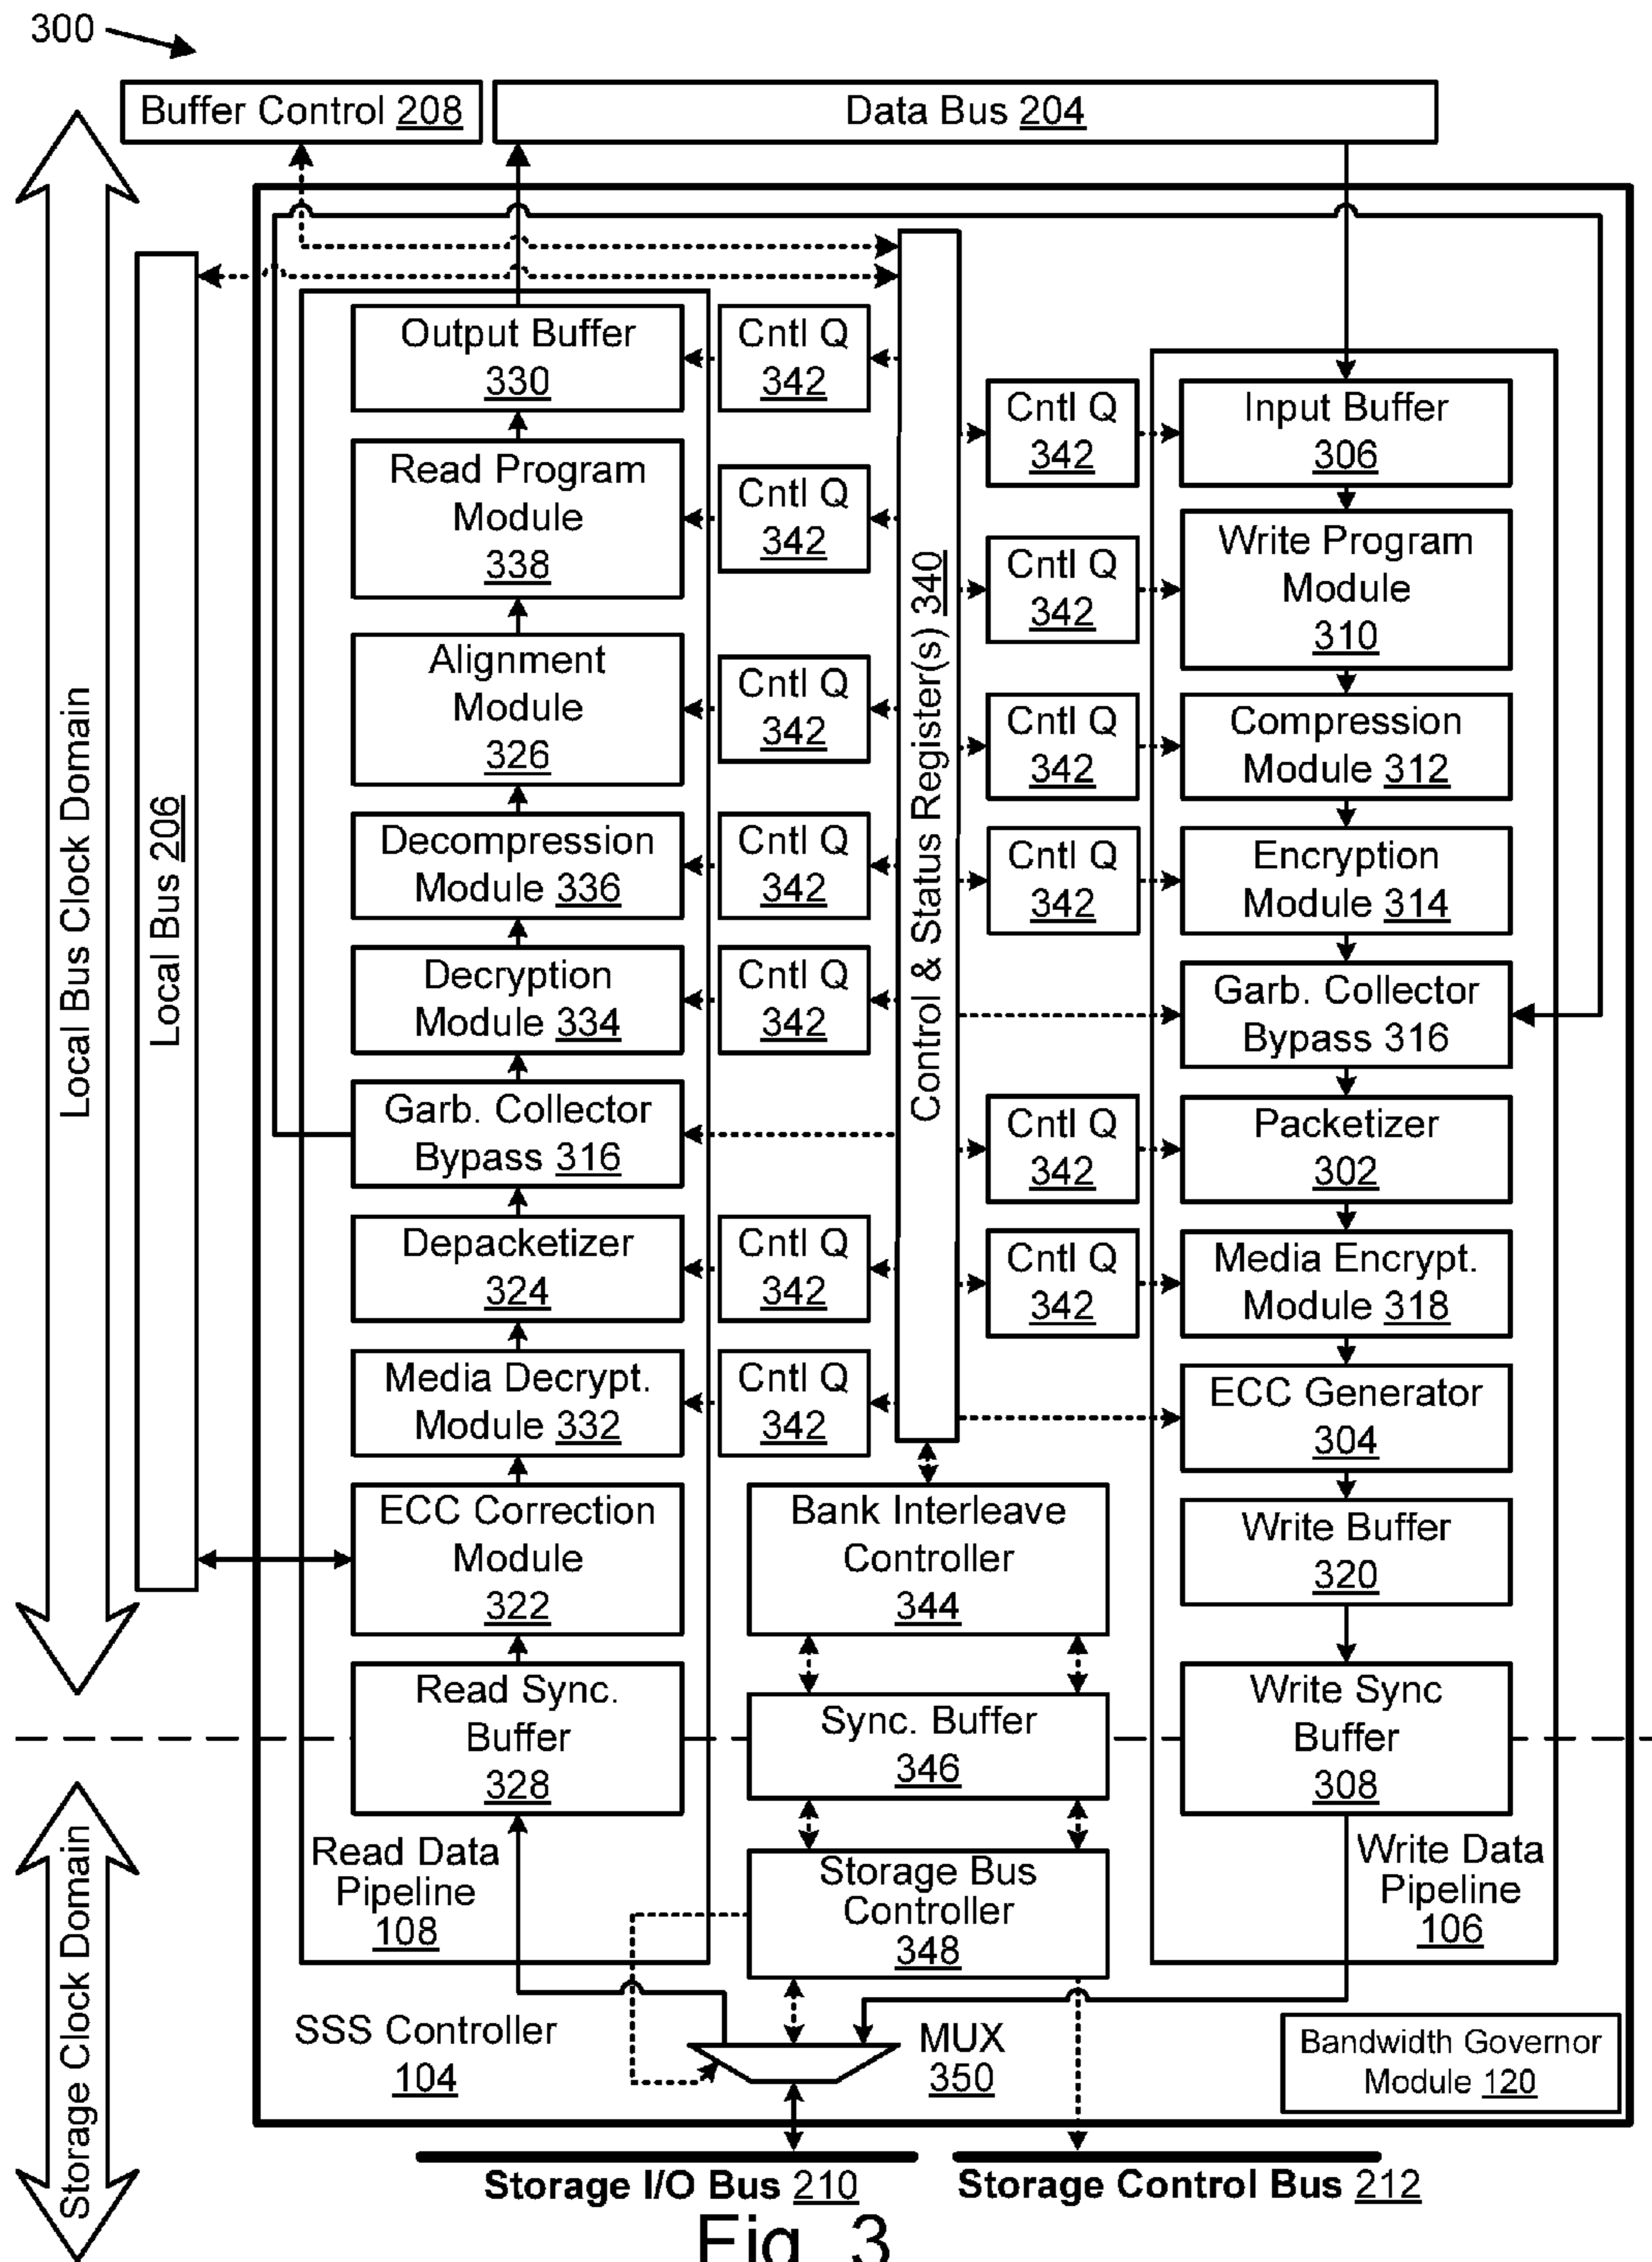 300
Buffer Control 208
Data Bus 204
Local Bus Clock Domain
Local Bus 206
Output Buffer
330
Read Program
Module
338
Alignment
Module
326
Decompression
Module 336
Decryption
Module 334
Garb. Collector
Bypass 316
Depacketizer
324
Media Decrypt.
Module 332
ECC Correction
Module
322
Read Sync.
Buffer
328
Read Data
Pipeline
108
Cntl Q
342
Cntl Q
342
Cntl Q
342
Cntl Q
342
Cntl Q
342
Cntl Q
342
Cntl Q
342
Control & Status Register(s) 340
Cntl Q
342
Cntl Q
342
Cntl Q
342
Cntl Q
342
Cntl Q
342
Cntl Q
342
Input Buffer
306
Write Program
Module
310
Compression
Module 312
Encryption
Module 314
Garb. Collector
Bypass 316
Packetizer
302
Media Encrypt.
Module 318
ECC Generator
304
Write Buffer
320
Write Sync
Buffer
308
Write Data
Pipeline
106
Bank Interleave
Controller
344
Sync. Buffer
346
Storage Bus
Controller
348
Storage Clock Domain
SSS Controller
104
MUX
350
Bandwidth Governor
Module 120
Storage I/O Bus 210
Storage Control Bus 212
Fig. 3